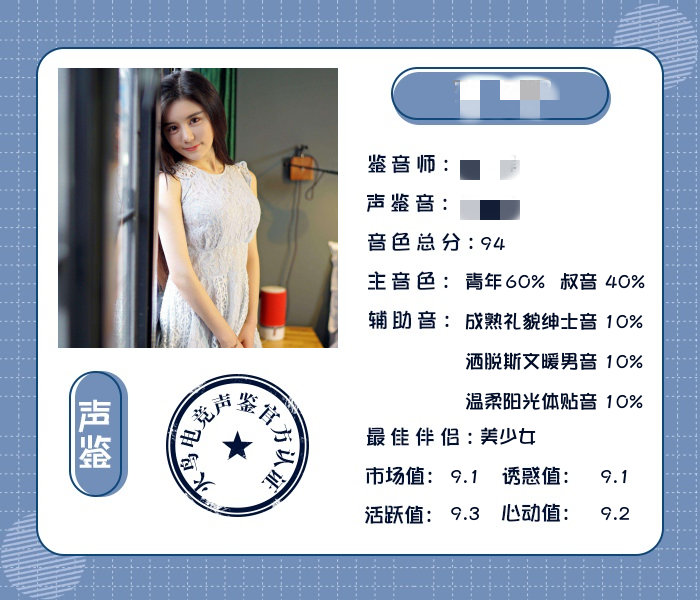 鉴音师：
声鉴音：
音色总分：94
主音色： 青年60% 叔音 40%
辅助音： 成熟礼貌绅士音 10%
洒脱斯文暖男音 10%
温柔阳光体贴音 10%
最佳伴侣：美少女
市场值： 9.1 诱惑值： 9.1
活跃值： 9.3 心动值： 9.2
声鉴
火鸟电竞声鉴官方认证